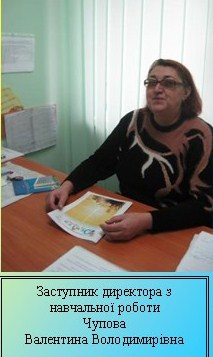 Заступник директора з
навчальної роботи
Чупова
Валентина Володимирівна